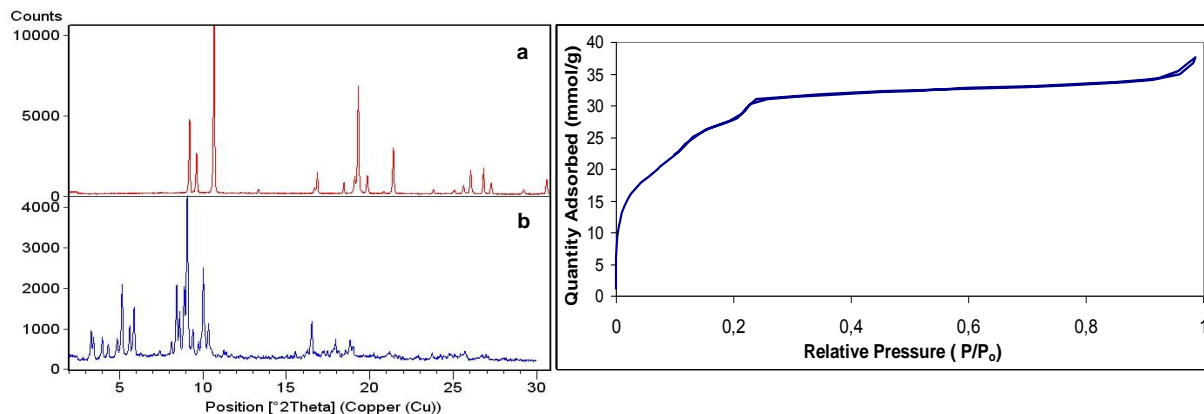 Counts
10000
a
5000
0
4000
b
3000
2000
1000
0
5 10 15 20 25 30
Position [°2Theta] (Copper (Cu))
40
35
30
25
20
15
10
5
0
0 0,2 0,4 0,6 0,8 1
Quantity Adsorbed (mmol/g)
Relative Pressure ( P/Po)